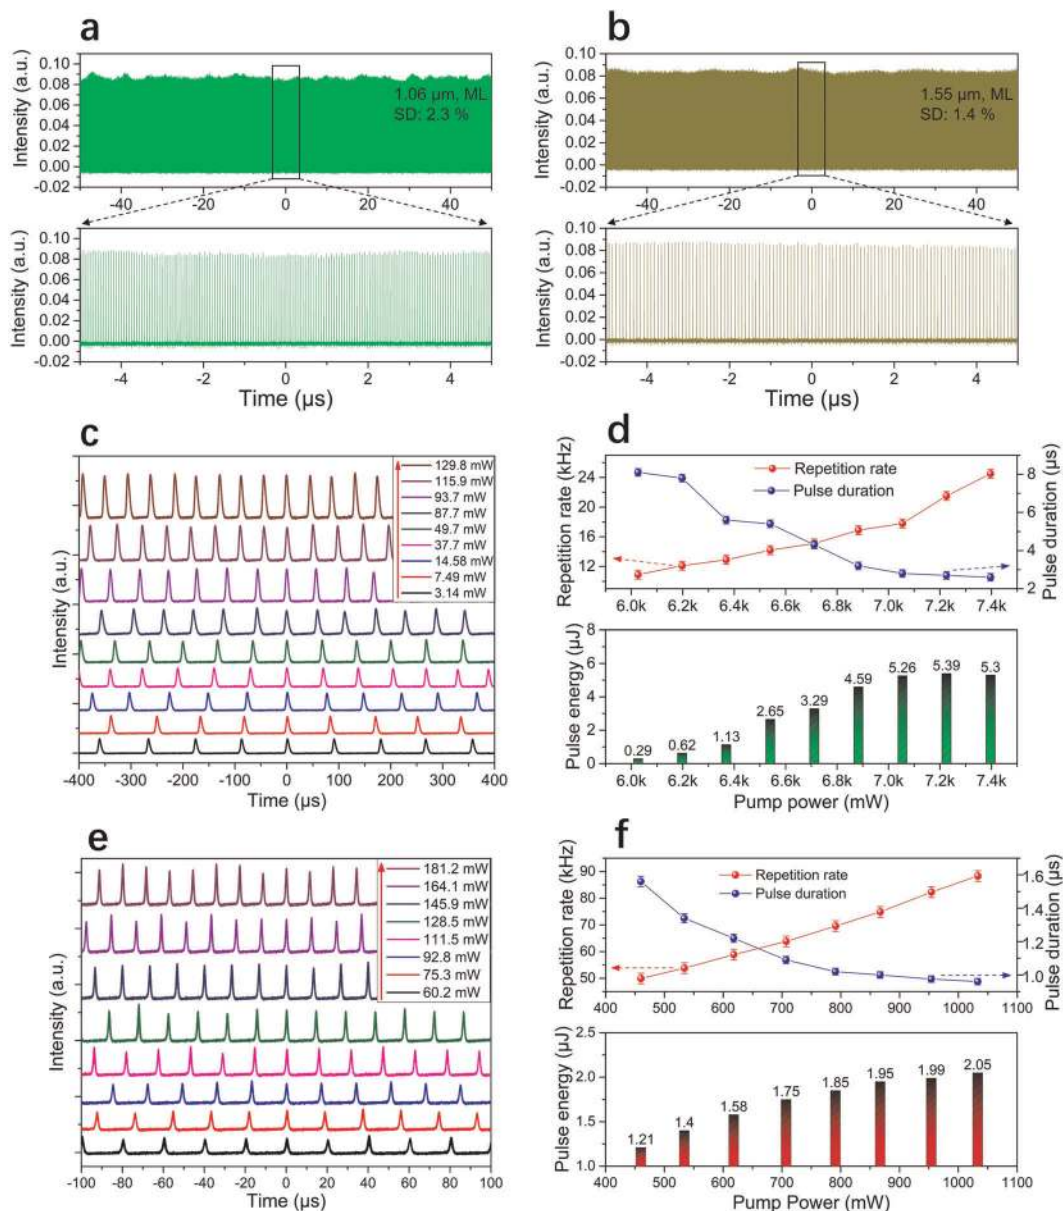 a
Intensity (a.u.)
0.10
0.08
0.06
0.04
0.02
0.00
-0.02
1.06 µm, ML
SD: 2.3 %
-40 -20 0 20 40
Intensity (a.u.)
0.10
0.08
0.06
0.04
0.02
0.00
-0.02
-4 -2 0 2 4
Time (µs)
b
Intensity (a.u.)
0.10
0.08
0.06
0.04
0.02
0.00
-0.02
1.55 µm, ML
SD: 1.4 %
-40 -20 0 20 40
Intensity (a.u.)
0.10
0.08
0.06
0.04
0.02
0.00
-0.02
-4 -2 0 2 4
Time (µs)
c
Intensity (a.u.)
129.8 mW
115.9 mW
93.7 mW
87.7 mW
49.7 mW
37.7 mW
14.58 mW
7.49 mW
3.14 mW
-400 -300 -200 -100 0 100 200 300 400
Time (µs)
d
Repetition rate (kHz)
24
20
16
12
Repetition rate
Pulse duration
8
6
4
2
Pulse duration (µs)
6.0k 6.2k 6.4k 6.6k 6.8k 7.0k 7.2k 7.4k
Pulse energy (µJ)
8
6
4
2
0
0.29 0.62 1.13 2.65 3.29 4.59 5.26 5.39 5.3
6.0k 6.2k 6.4k 6.6k 6.8k 7.0k 7.2k 7.4k
Pump power (mW)
e
Intensity (a.u.)
181.2 mW
164.1 mW
145.9 mW
128.5 mW
111.5 mW
92.8 mW
75.3 mW
60.2 mW
-100 -80 -60 -40 -20 0 20 40 60 80 100
Time (µs)
f
Repetition rate (kHz)
90
80
70
60
50
Repetition rate
Pulse duration
1.6
1.4
1.2
1.0
Pulse duration (µs)
400 500 600 700 800 900 1000 1100
Pulse energy (µJ)
2.5
2.0
1.5
1.0
1.21 1.4 1.58 1.75 1.85 1.95 1.99 2.05
400 500 600 700 800 900 1000 1100
Pump Power (mW)